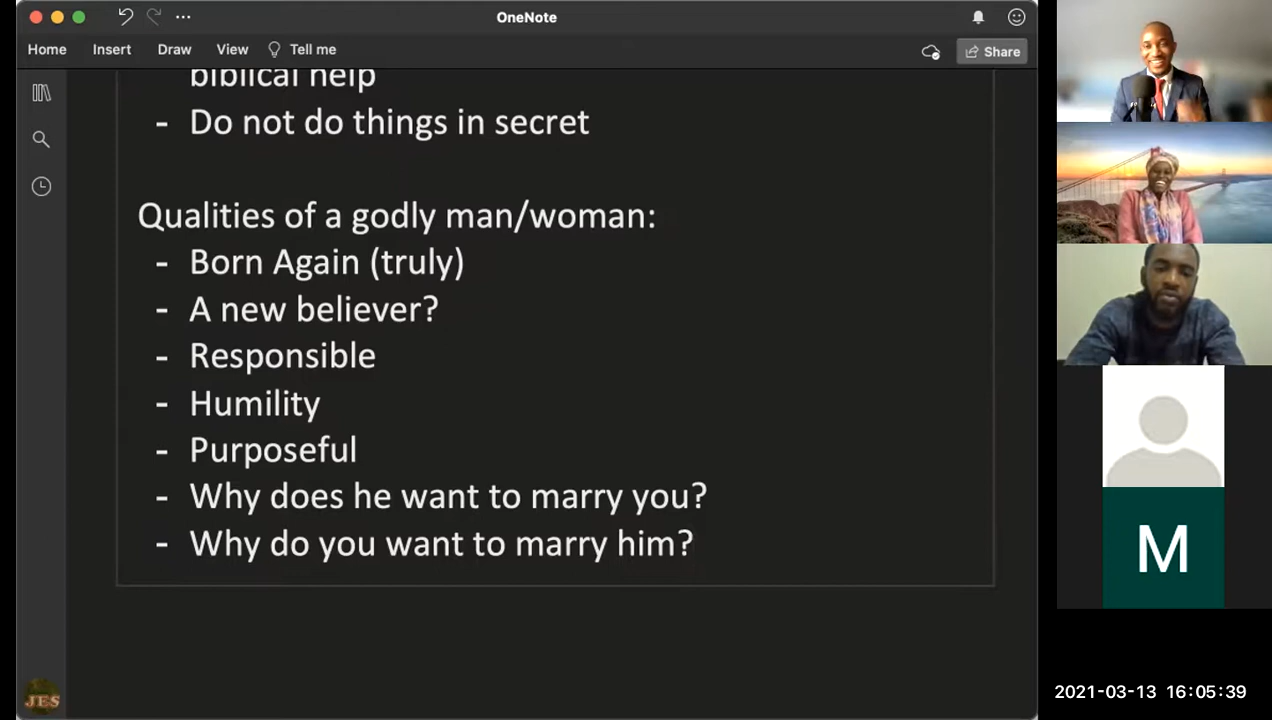 OneNote
Home Insert Draw View Tell me Share
biblical help
- Do not do things in secret
Qualities of a godly man/woman:
- Born Again (truly)
- A new believer?
- Responsible
- Humility
- Purposeful
- Why does he want to marry you?
- Why do you want to marry him?
M
JES
2021-03-13 16:05:39